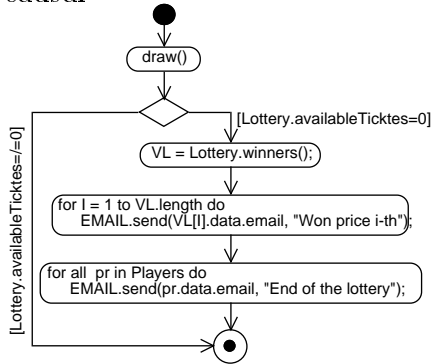 draw()
[Lottery.availableTicktes=0]
VL = Lottery.winners();
for I = 1 to VL.length do
EMAIL.send(VL[I].data.email, "Won price i-th");
for all pr in Players do
EMAIL.send(pr.data.email, "End of the lottery");
[Lottery.availableTicktes=/=0]